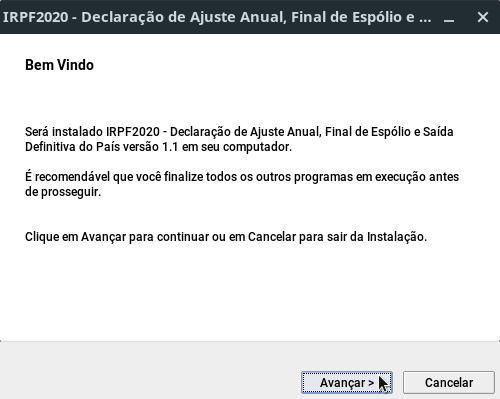 IRPF2020 - Declaração de Ajuste Anual, Final de Espólio e ...
Bem Vindo
Será instalado IRPF2020 - Declaração de Ajuste Anual, Final de Espólio e Saída
Definitiva do País versão 1.1 em seu computador.
É recomendável que você finalize todos os outros programas em execução antes
de prosseguir.
Clique em Avançar para continuar ou em Cancelar para sair da Instalação.
Avançar >
Cancelar